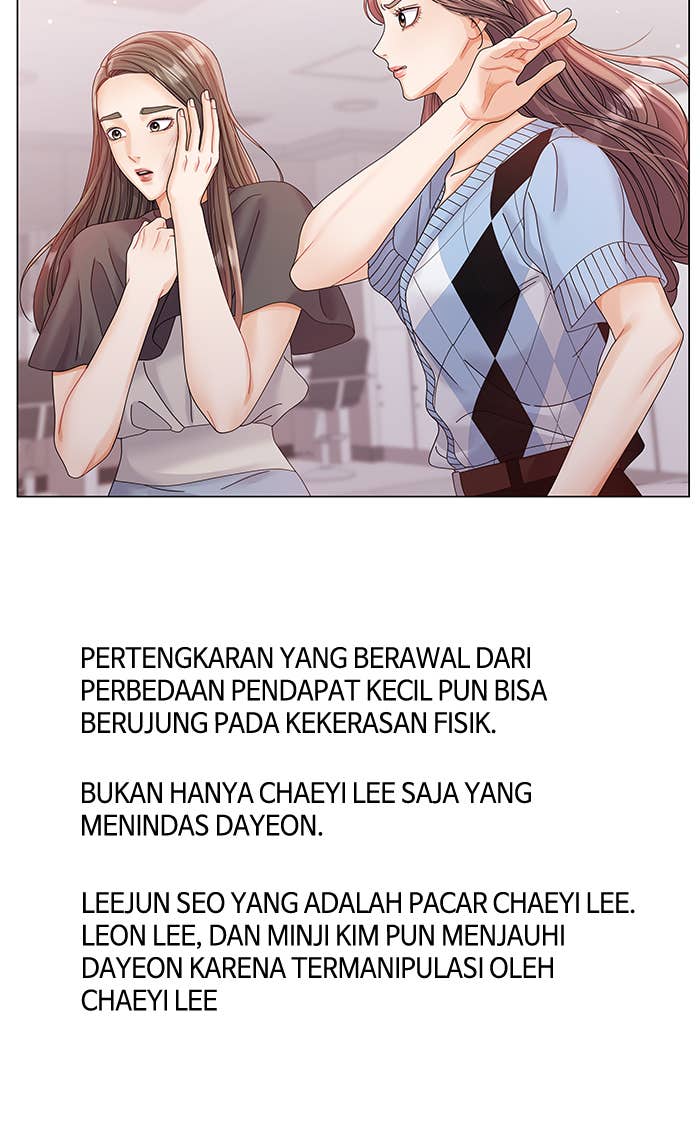 PERTENGKARAN YANG BERAWAL DARI
PERBEDAAN PENDAPAT KECIL PUN BISA
BERUJUNG PADA KEKERASAN FISIK.
BUKAN HANYA CHAEYI LEE SAJA YANG
MENINDAS DAYEON.
LEEJUN SEO YANG ADALAH PACAR CHAEYI LEE.
LEON LEE, DAN MINJI KIM PUN MENJAUHI
DAYEON KARENA TERMANIPULASI OLEH
CHAEYI LEE